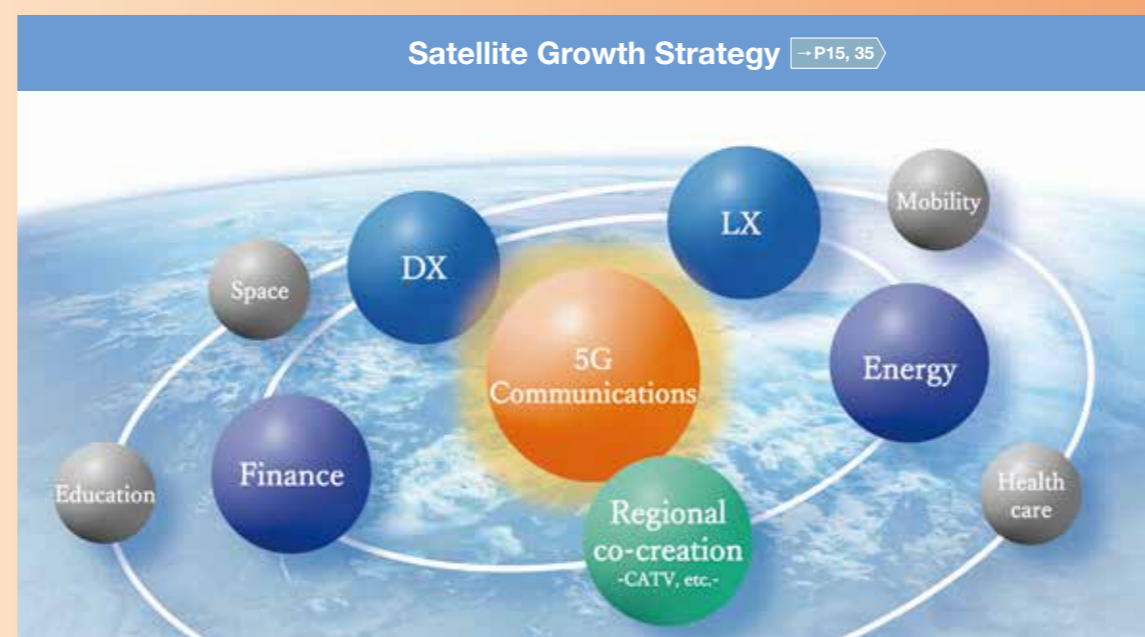 Satellite Growth Strategy →P15, 35
LX
Mobility
DX
Space
5G
Communications
Energy
Finance
Education
Health
care
Regional
co-creation
-CATV, etc.-